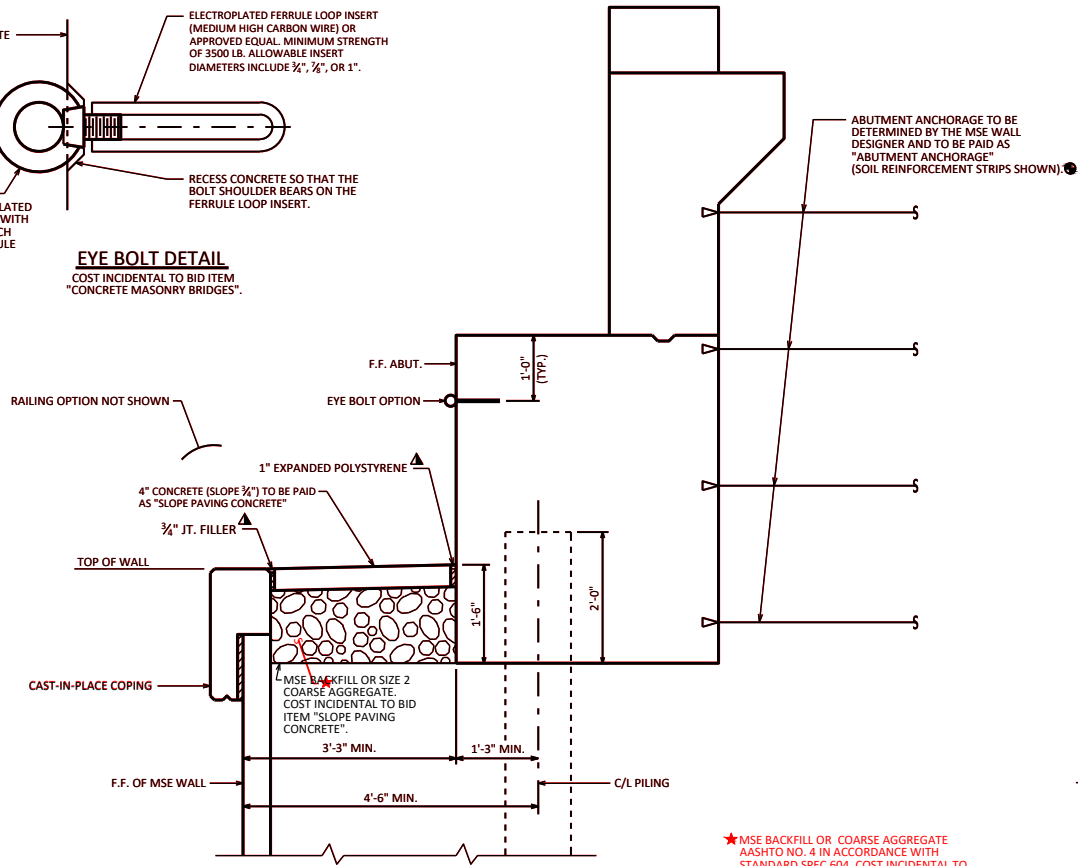 ELECTROPLATED FERRULE LOOP INSERT
(MEDIUM HIGH CARBON WIRE) OR
APPROVED EQUAL. MINIMUM STRENGTH
OF 3500 LB. ALLOWABLE INSERT
DIAMETERS INCLUDE ¾", ⅞", OR 1".
TE
RECESS CONCRETE SO THAT THE
BOLT SHOULDER BEARS ON THE
FERRULE LOOP INSERT.
LATED
WITH
CH
ULE
EYE BOLT DETAIL
COST INCIDENTAL TO BID ITEM
"CONCRETE MASONRY BRIDGES".
ABUTMENT ANCHORAGE TO BE
DETERMINED BY THE MSE WALL
DESIGNER AND TO BE PAID AS
"ABUTMENT ANCHORAGE"
(SOIL REINFORCEMENT STRIPS SHOWN).
F.F. ABUT.
1'-0"
(TYP.)
RAILING OPTION NOT SHOWN
EYE BOLT OPTION
1" EXPANDED POLYSTYRENE
4" CONCRETE (SLOPE ¾") TO BE PAID
AS "SLOPE PAVING CONCRETE"
¾" JT. FILLER
TOP OF WALL
1'-6"
2'-0"
CAST-IN-PLACE COPING
MSE BACKFILL OR SIZE 2
COARSE AGGREGATE.
COST INCIDENTAL TO BID
ITEM "SLOPE PAVING
CONCRETE".
3'-3" MIN.
1'-3" MIN.
F.F. OF MSE WALL
C/L PILING
4'-6" MIN.
MSE BACKFILL OR COARSE AGGREGATE
AASHTO NO. 4 IN ACCORDANCE WITH
STANDARD SPEC 604. COST INCIDENTAL TO